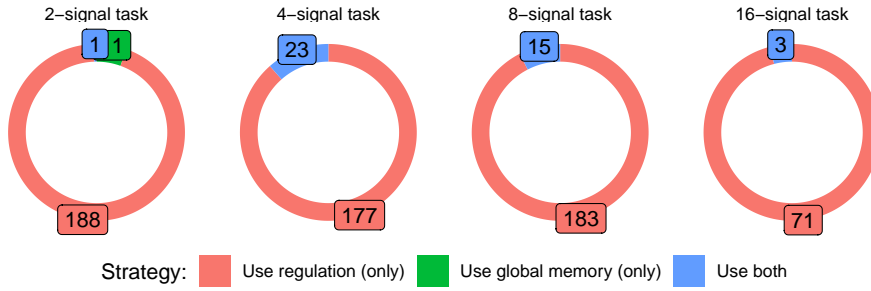 2−signal task
4−signal task
8−signal task
16−signal task
1
1
23
15
3
188
177
183
71
Strategy:
Use regulation (only)
Use global memory (only)
Use both